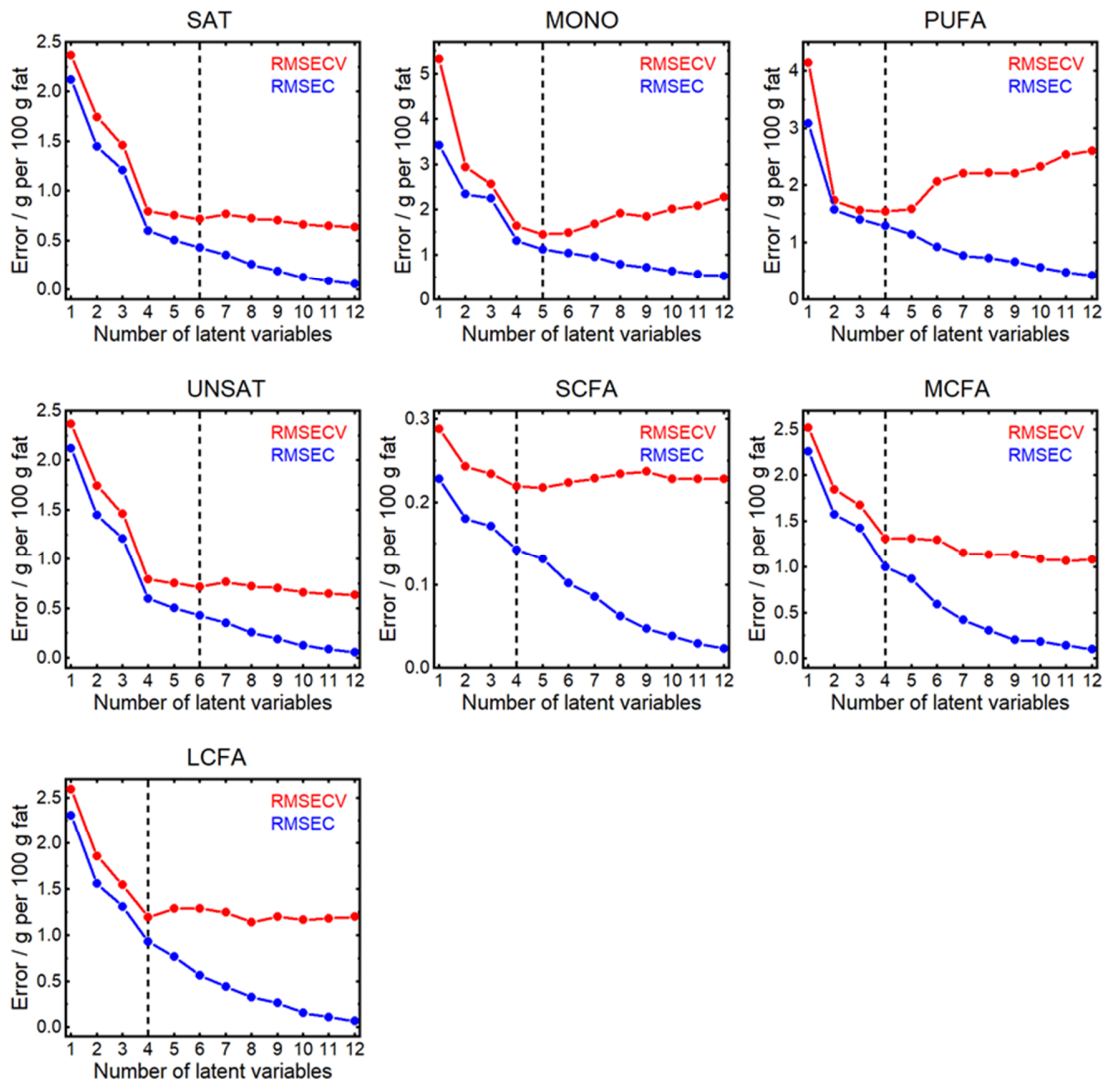 SAT
2.5
2.0
1.5
1.0
0.5
0.0
Error / g per 100 g fat
RMSECV
RMSEC
1 2 3 4 5 6 7 8 9 10 11 12
Number of latent variables
MONO
5
4
3
2
1
0
Error / g per 100 g fat
RMSECV
RMSEC
1 2 3 4 5 6 7 8 9 10 11 12
Number of latent variables
PUFA
4
3
2
1
0
Error / g per 100 g fat
RMSECV
RMSEC
1 2 3 4 5 6 7 8 9 10 11 12
Number of latent variables
UNSAT
2.5
2.0
1.5
1.0
0.5
0.0
Error / g per 100 g fat
RMSECV
RMSEC
1 2 3 4 5 6 7 8 9 10 11 12
Number of latent variables
SCFA
0.3
0.2
0.1
0.0
Error / g per 100 g fat
RMSECV
RMSEC
1 2 3 4 5 6 7 8 9 10 11 12
Number of latent variables
MCFA
2.5
2.0
1.5
1.0
0.5
0.0
Error / g per 100 g fat
RMSECV
RMSEC
1 2 3 4 5 6 7 8 9 10 11 12
Number of latent variables
LCFA
2.5
2.0
1.5
1.0
0.5
0.0
Error / g per 100 g fat
RMSECV
RMSEC
1 2 3 4 5 6 7 8 9 10 11 12
Number of latent variables